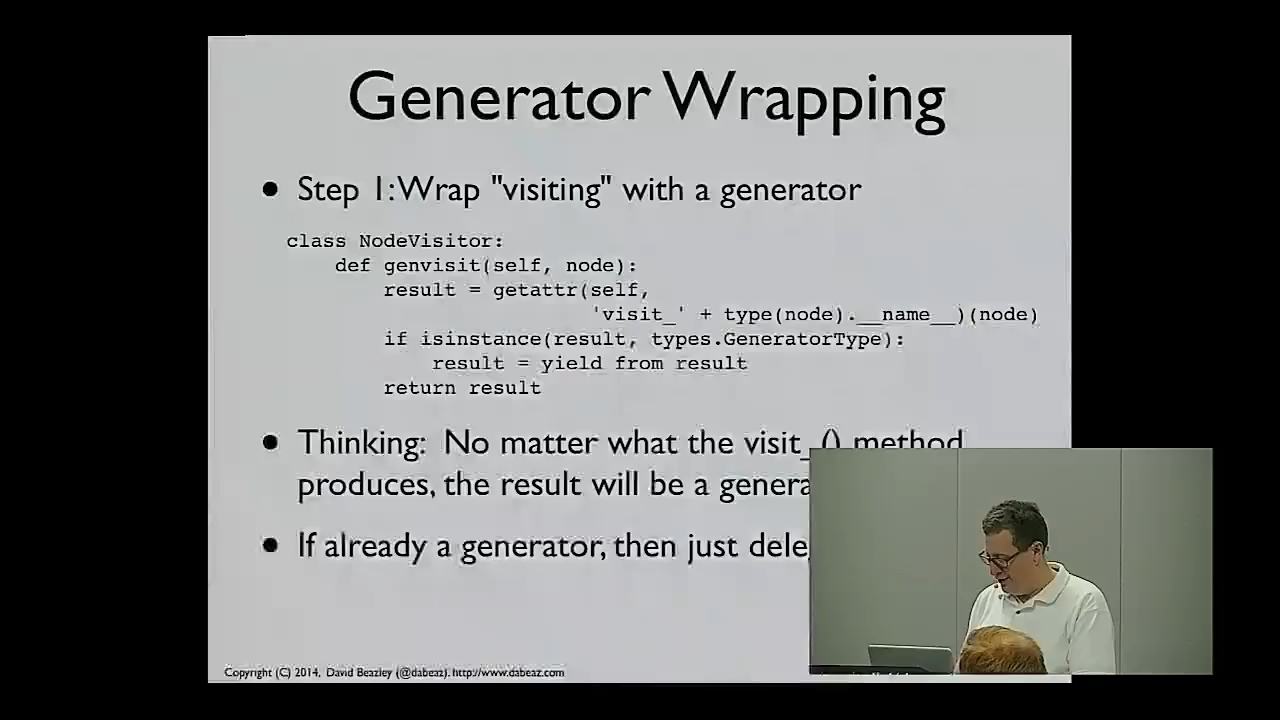 Generator Wrapping
• Step 1: Wrap "visiting" with a generator
class NodeVisitor:
    def genvisit(self, node):
        result = getattr(self,
                         'visit_' + type(node).__name__)(node)
        if isinstance(result, types.GeneratorType):
            result = yield from result
        return result
• Thinking: No matter what the visit_() method
produces, the result will be a genera
• If already a generator, then just dele
Copyright (C) 2014, David Beazley (@dabeaz). http://www.dabeaz.com